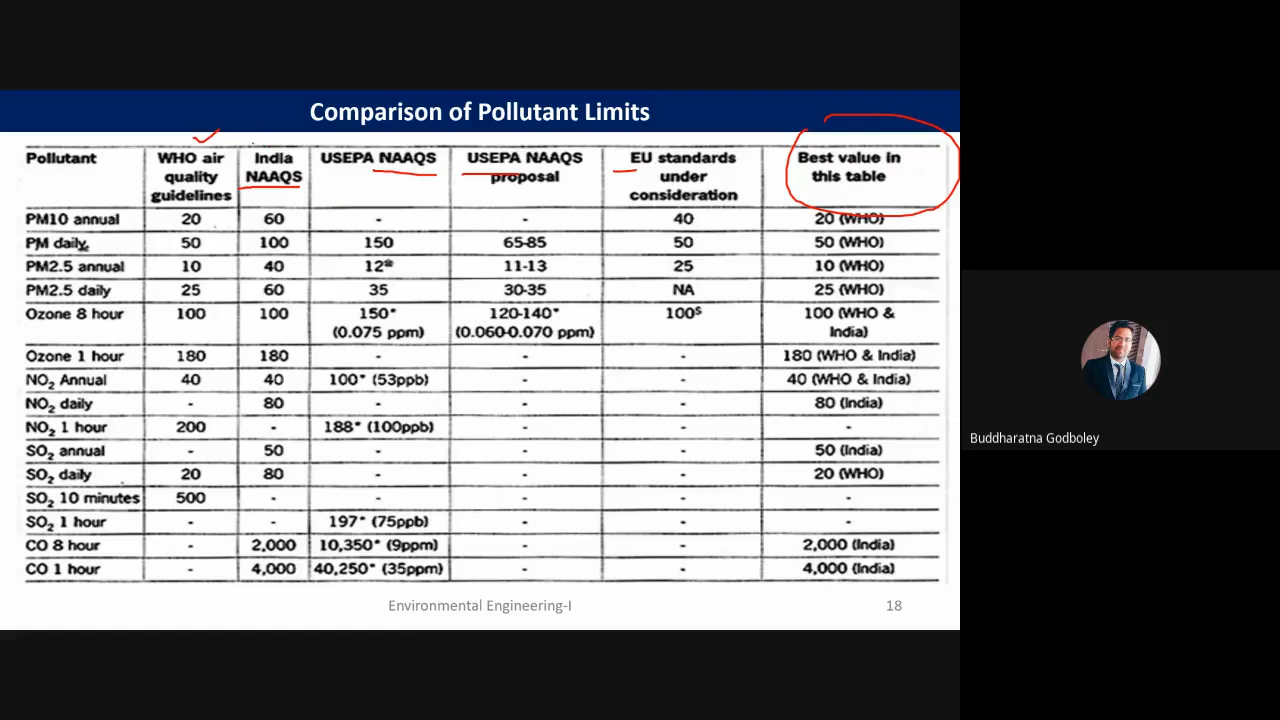 Comparison of Pollutant Limits
Pollutant WHO air quality guidelines India NAAQS USEPA NAAQS USEPA NAAQS proposal EU standards under consideration Best value in this table
PM10 annual 20 60 - - 40 20 (WHO)
PM daily 50 100 150 65-85 50 50 (WHO)
PM2.5 annual 10 40 12 11-13 25 10 (WHO)
PM2.5 daily 25 60 35 30-35 NA 25 (WHO)
Ozone 8 hour 100 100 150* (0.075 ppm) 120-140* (0.060-0.070 ppm) 100$ 100 (WHO & India)
Ozone 1 hour 180 180 - - - 180 (WHO & India)
NO2 Annual 40 40 100* (53ppb) - - 40 (WHO & India)
NO2 daily - 80 - - - 80 (India)
NO2 1 hour 200 - 188* (100ppb) - - -
SO2 annual - 50 - - - 50 (India)
SO2 daily 20 80 - - - 20 (WHO)
SO2 10 minutes 500 - - - - -
SO2 1 hour - - 197* (75ppb) - - -
CO 8 hour - 2,000 10,350* (9ppm) - - 2,000 (India)
CO 1 hour - 4,000 40,250* (35ppm) - - 4,000 (India)
Environmental Engineering-I 18
Buddharatna Godboley